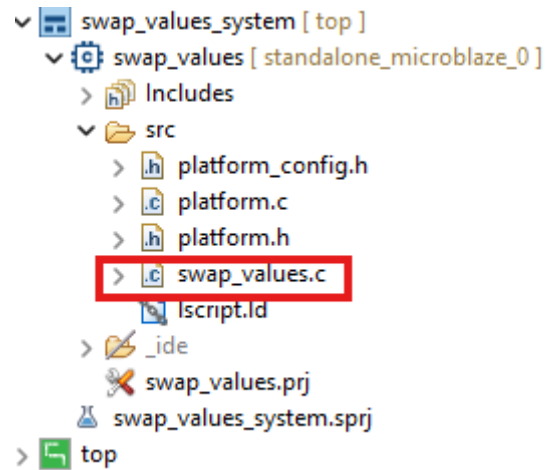 swap_values_system [ top ]
swap_values [ standalone_microblaze_0 ]
Includes
src
platform_config.h
platform.c
platform.h
swap_values.c
lscript.ld
_ide
swap_values.prj
swap_values_system.sprj
top